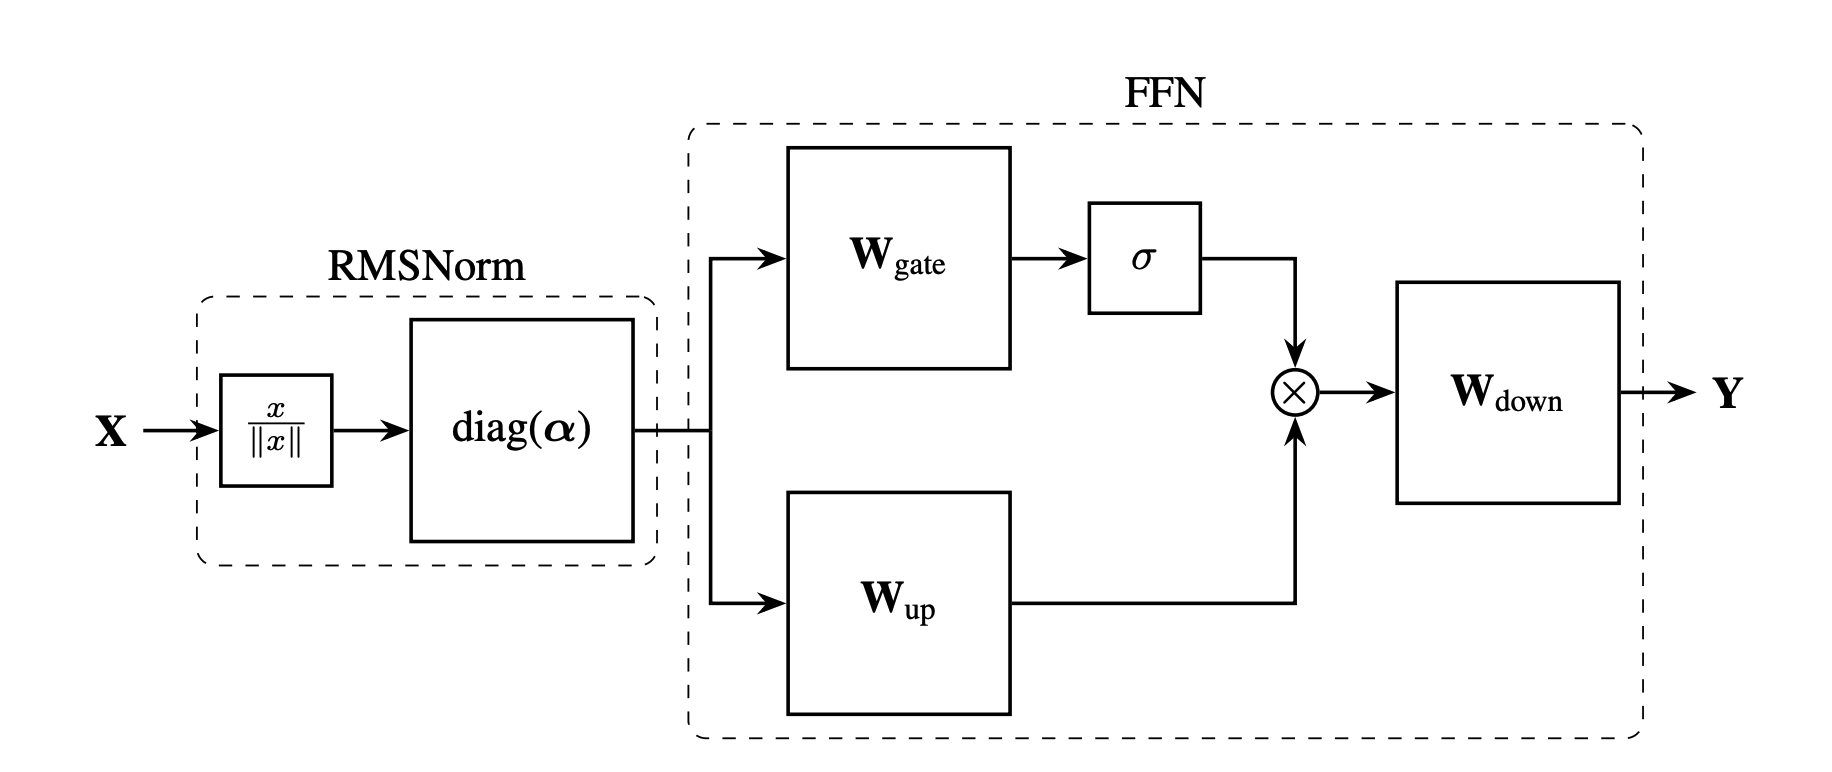 FFN
RMSNorm
X
x
||x||
diag(α)
W_gate
σ
W_up
×
W_down
Y